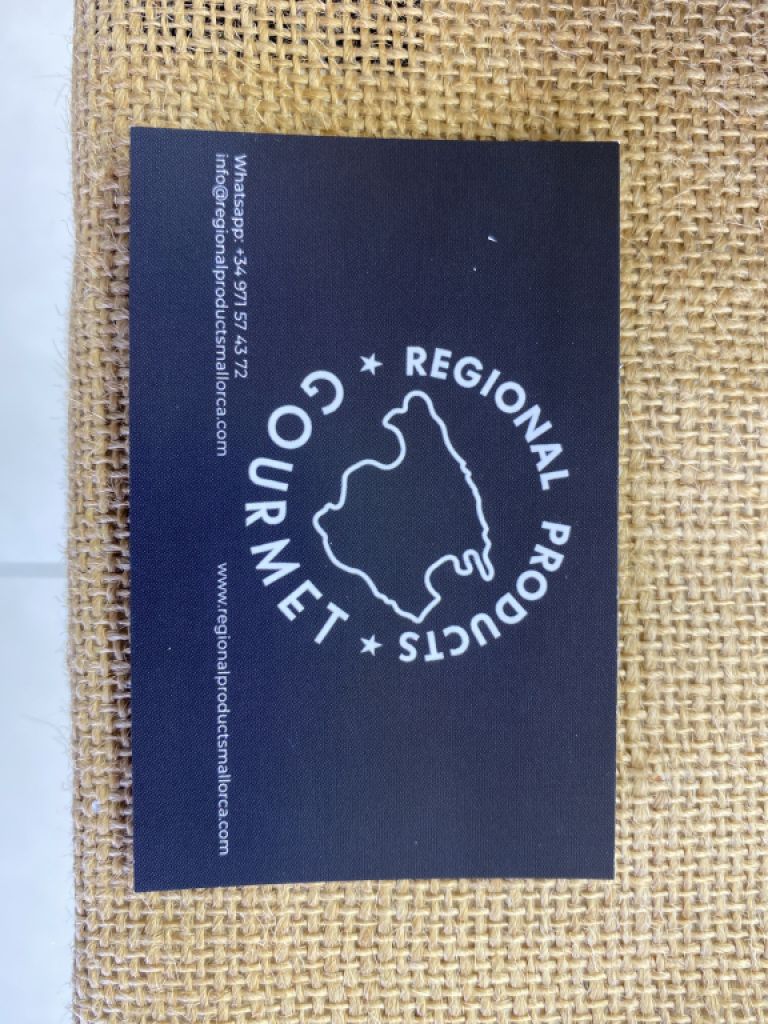 ★ REGIONAL PRODUCTS ★
GOURMET
Whatsapp: +34 971 57 43 72
info@regionalproductsmallorca.com
www.regionalproductsmallorca.com